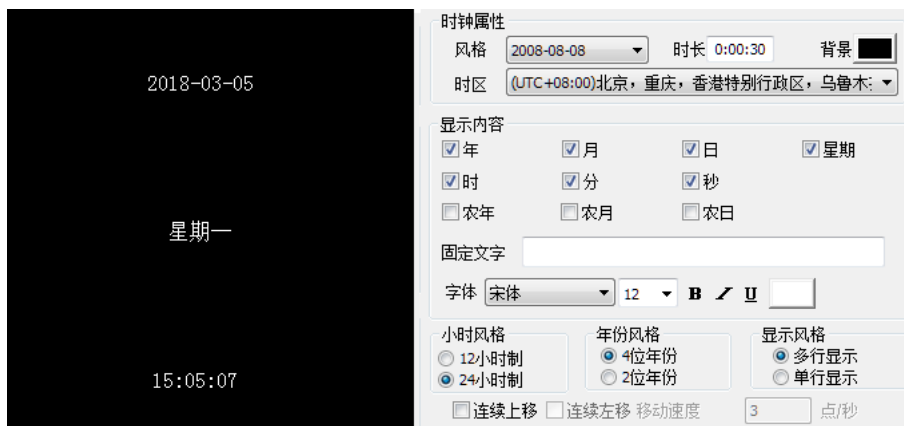 2018-03-05
星期一
15:05:07
时钟属性
风格 2008-08-08 时长 0:00:30 背景
时区 (UTC+08:00)北京，重庆，香港特别行政区，乌鲁木
显示内容
年 月 日 星期
时 分 秒
农年 农月 农日
固定文字
字体 宋体 12 B I U
小时风格 年份风格 显示风格
12小时制 4位年份 多行显示
24小时制 2位年份 单行显示
连续上移 连续左移 移动速度 3 点/秒